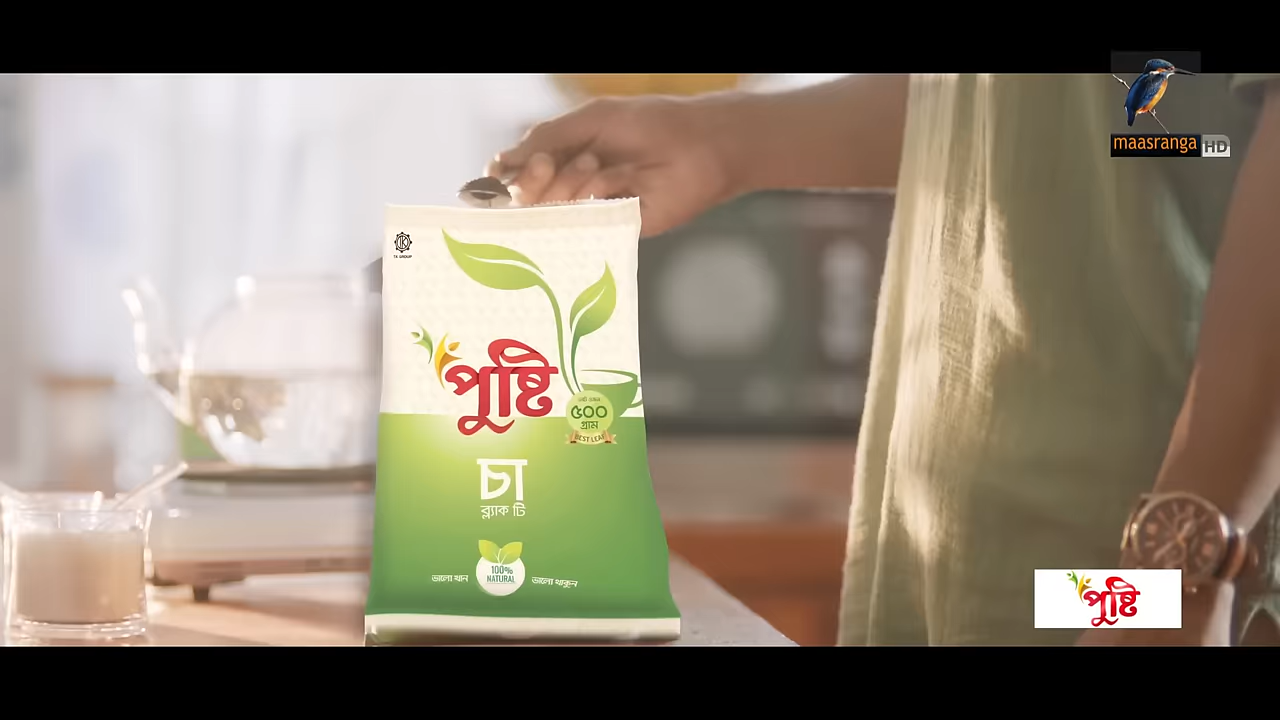 maasranga HD
TK GROUP
পুষ্টি
৫০০
গ্রাম
BEST LEAF
চা
ব্ল্যাক টি
100%
NATURAL
ভালো খান ভালো থাকুন
পুষ্টি